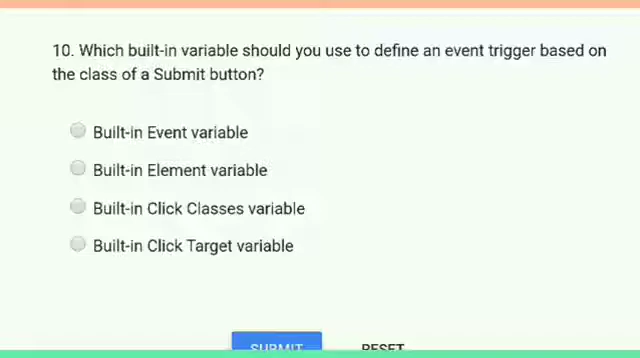 10. Which built-in variable should you use to define an event trigger based on
the class of a Submit button?
Built-in Event variable
Built-in Element variable
Built-in Click Classes variable
Built-in Click Target variable
SUBMIT RESET